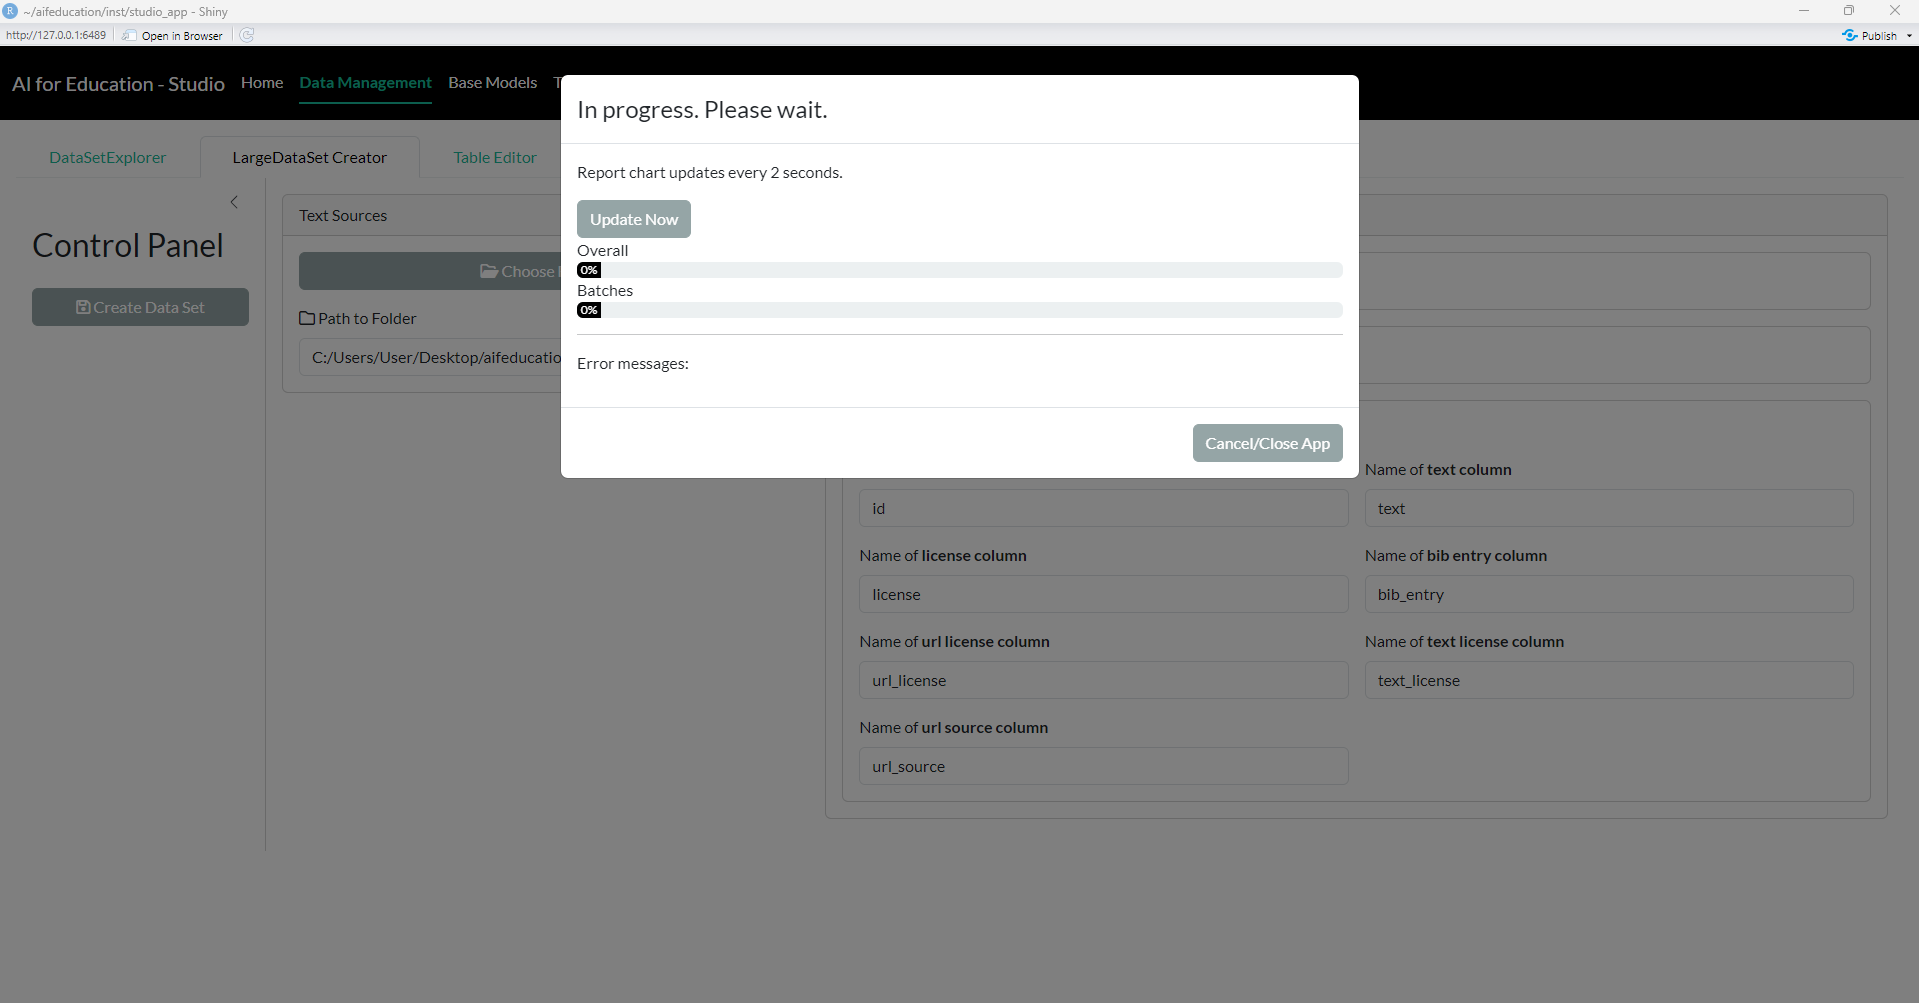 ~/aifeducation/inst/studio_app - Shiny
http://127.0.0.1:6489 Open in Browser Publish
AI for Education - Studio Home Data Management Base Models
DataSetExplorer LargeDataSet Creator Table Editor
Control Panel
Create Data Set
Text Sources
Choose
Path to Folder
C:/Users/User/Desktop/aifeducatio
In progress. Please wait.
Report chart updates every 2 seconds.
Update Now
Overall
0%
Batches
0%
Error messages:
Cancel/Close App
Name of text column
id
text
Name of license column
Name of bib entry column
license
bib_entry
Name of url license column
Name of text license column
url_license
text_license
Name of url source column
url_source